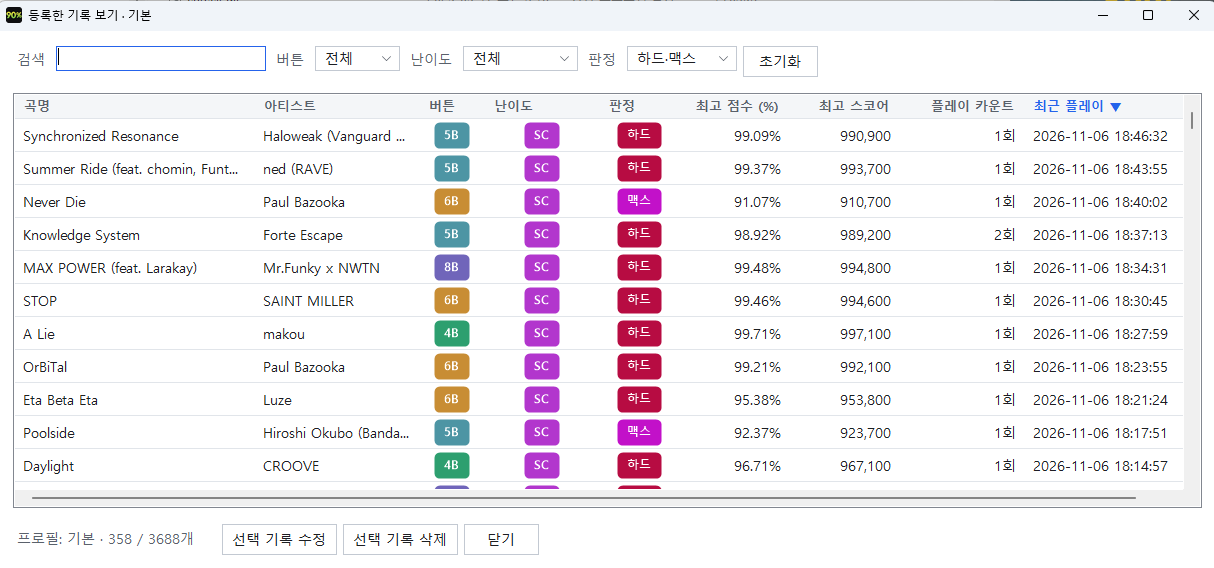 90% 등록한 기록 보기 · 기본
검색 버튼 전체 난이도 전체 판정 하드·맥스 초기화
곡명 아티스트 버튼 난이도 판정 최고 점수 (%) 최고 스코어 플레이 카운트 최근 플레이 ▼
Synchronized Resonance Haloweak (Vanguard ... 5B SC 하드 99.09% 990,900 1회 2026-11-06 18:46:32
Summer Ride (feat. chomin, Funt... ned (RAVE) 5B SC 하드 99.37% 993,700 1회 2026-11-06 18:43:55
Never Die Paul Bazooka 6B SC 맥스 91.07% 910,700 1회 2026-11-06 18:40:02
Knowledge System Forte Escape 5B SC 하드 98.92% 989,200 2회 2026-11-06 18:37:13
MAX POWER (feat. Larakay) Mr.Funky x NWTN 8B SC 하드 99.48% 994,800 1회 2026-11-06 18:34:31
STOP SAINT MILLER 6B SC 하드 99.46% 994,600 1회 2026-11-06 18:30:45
A Lie makou 4B SC 하드 99.71% 997,100 1회 2026-11-06 18:27:59
OrBiTal Paul Bazooka 6B SC 하드 99.21% 992,100 1회 2026-11-06 18:23:55
Eta Beta Eta Luze 6B SC 하드 95.38% 953,800 1회 2026-11-06 18:21:24
Poolside Hiroshi Okubo (Banda... 5B SC 맥스 92.37% 923,700 1회 2026-11-06 18:17:51
Daylight CROOVE 4B SC 하드 96.71% 967,100 1회 2026-11-06 18:14:57
프로필: 기본 · 358 / 3688개 선택 기록 수정 선택 기록 삭제 닫기